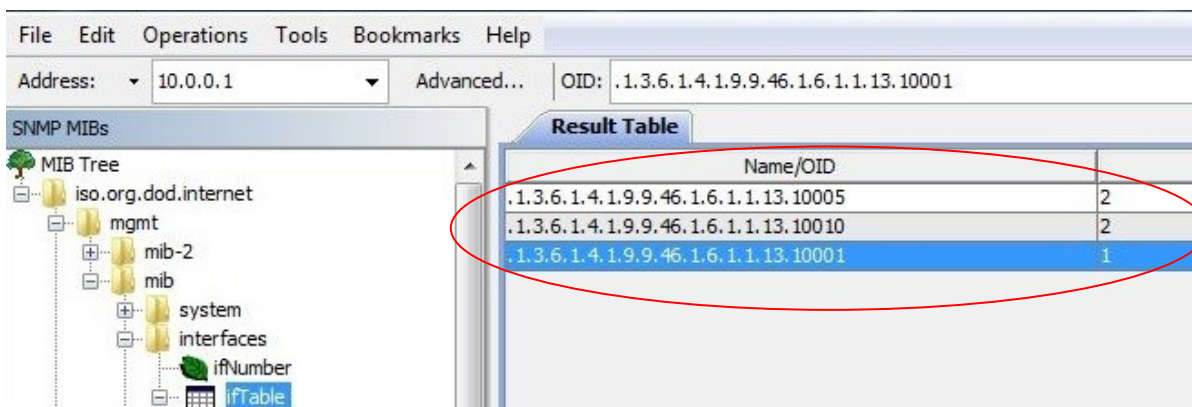 File Edit Operations Tools Bookmarks Help
Address: 10.0.0.1 Advanced... OID: .1.3.6.1.4.1.9.9.46.1.6.1.1.13.10001
SNMP MIBs
MIB Tree
iso.org.dod.internet
mgmt
mib-2
mib
system
interfaces
ifNumber
ifTable
Result Table
Name/OID
.1.3.6.1.4.1.9.9.46.1.6.1.1.13.10005 2
.1.3.6.1.4.1.9.9.46.1.6.1.1.13.10010 2
.1.3.6.1.4.1.9.9.46.1.6.1.1.13.10001 1